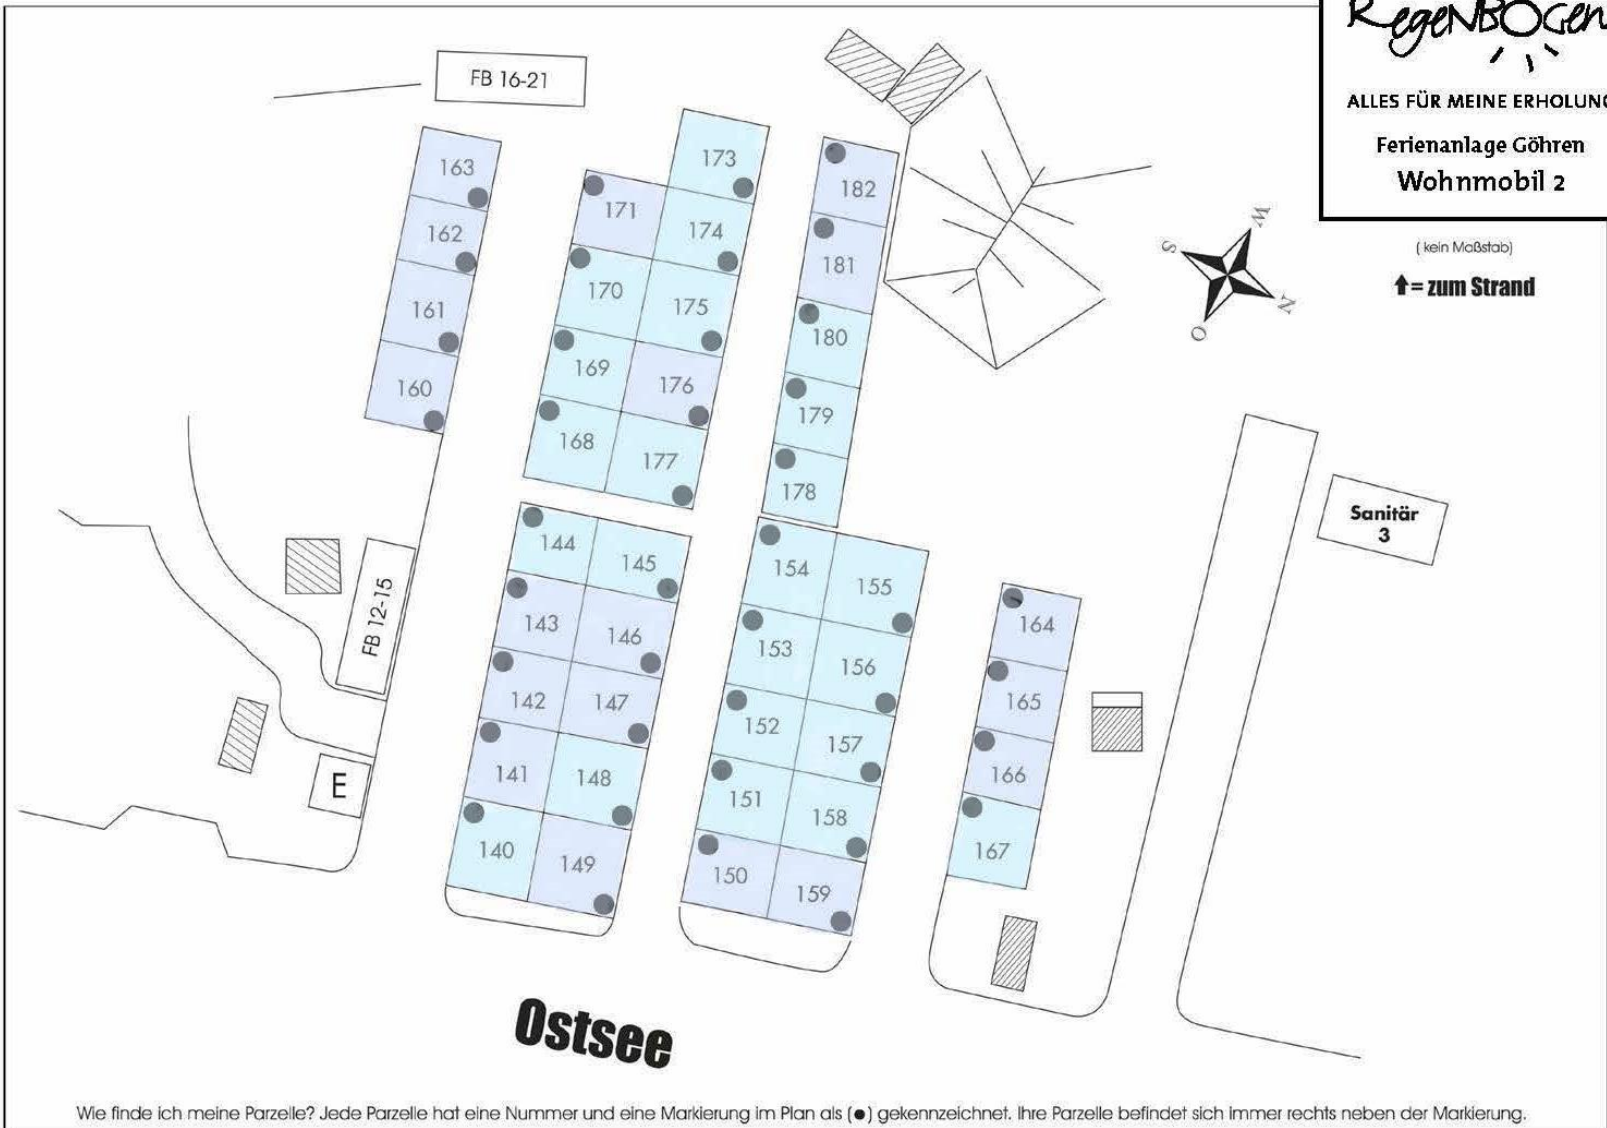 RegenBOGen
ALLES FÜR MEINE ERHOLUNG
Ferienanlage Göhren
Wohnmobil 2
( kein Maßstab)
= zum Strand
W
S
N
O
FB 16-21
163
162
161
160
173
171
174
170
175
169
176
168
177
182
181
180
179
178
Sanitär
3
144
145
143
146
142
147
141
148
140
149
154
155
153
156
152
157
151
158
150
159
164
165
166
167
FB 12-15
E
Ostsee
Wie finde ich meine Parzelle? Jede Parzelle hat eine Nummer und eine Markierung im Plan als (●) gekennzeichnet. Ihre Parzelle befindet sich immer rechts neben der Markierung.